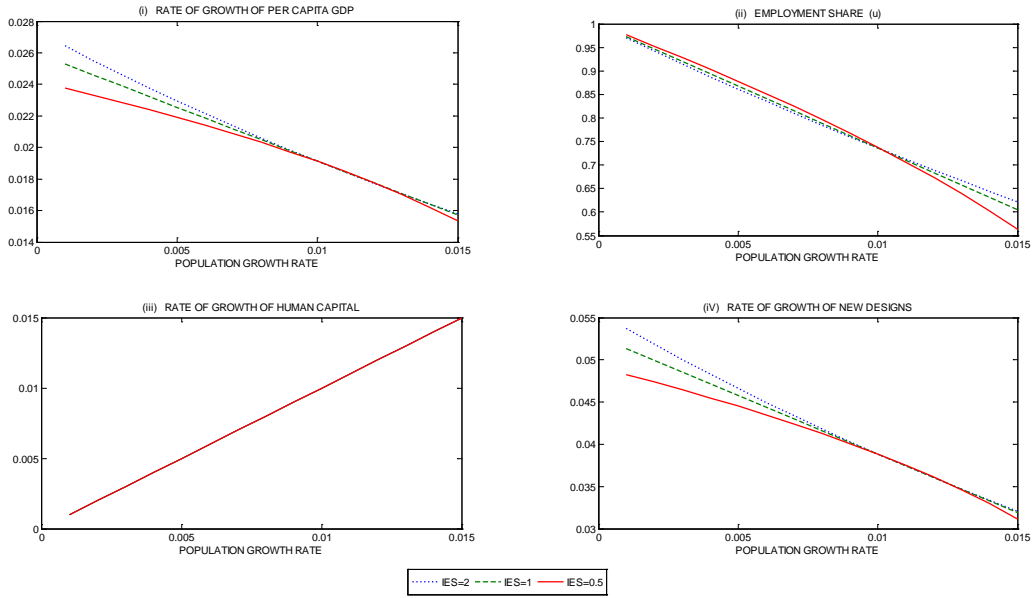 (i) RATE OF GROWTH OF PER CAPITA GDP
0.028
0.026
0.024
0.022
0.02
0.018
0.016
0.014
0 0.005 0.01 0.015
POPULATION GROWTH RATE
(ii) EMPLOYMENT SHARE (u)
1
0.95
0.9
0.85
0.8
0.75
0.7
0.65
0.6
0.55
0 0.005 0.01 0.015
POPULATION GROWTH RATE
(iii) RATE OF GROWTH OF HUMAN CAPITAL
0.015
0.01
0.005
0
0 0.005 0.01 0.015
POPULATION GROWTH RATE
(iV) RATE OF GROWTH OF NEW DESIGNS
0.055
0.05
0.045
0.04
0.035
0.03
0 0.005 0.01 0.015
POPULATION GROWTH RATE
IES=2 IES=1 IES=0.5